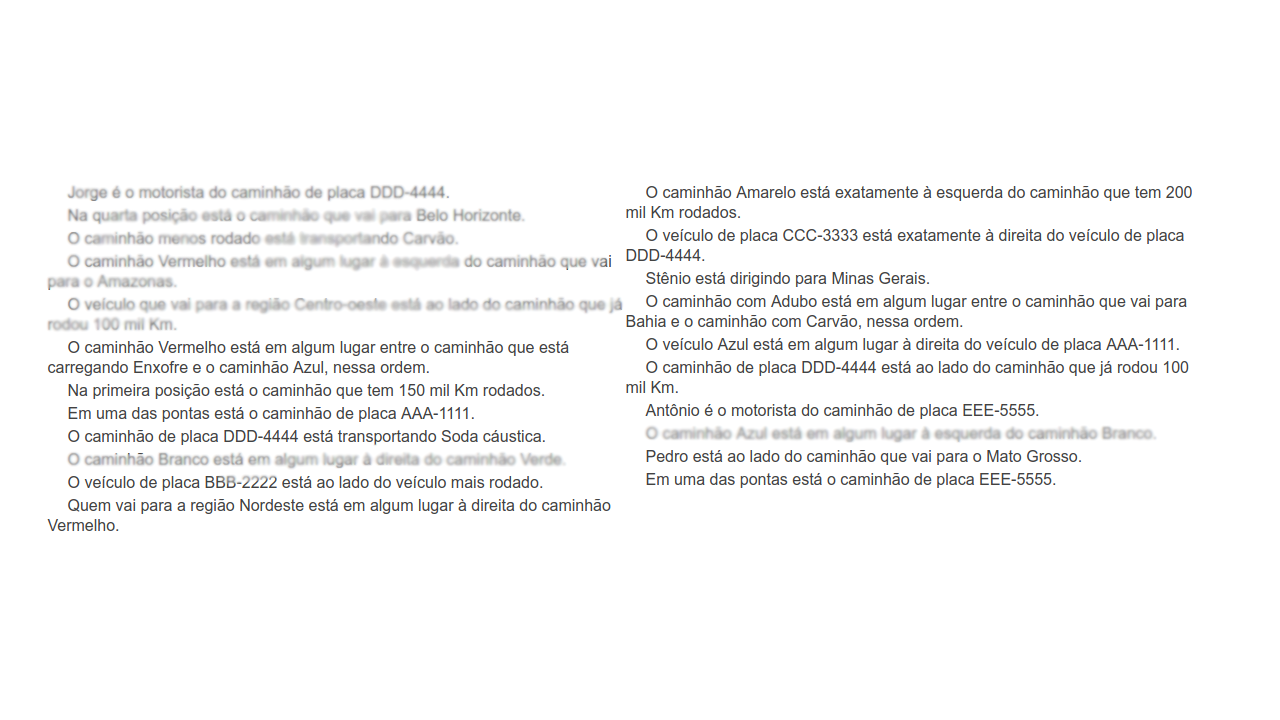 Jorge é o motorista do caminhão de placa DDD-4444.
Na quarta posição está o caminhão que vai para Belo Horizonte.
O caminhão menos rodado está transportando Carvão.
O caminhão Vermelho está em algum lugar à esquerda do caminhão que vai
para o Amazonas.
O veículo que vai para a região Centro-oeste está ao lado do caminhão que já
rodou 100 mil Km.
O caminhão Vermelho está em algum lugar entre o caminhão que está
carregando Enxofre e o caminhão Azul, nessa ordem.
Na primeira posição está o caminhão que tem 150 mil Km rodados.
Em uma das pontas está o caminhão de placa AAA-1111.
O caminhão de placa DDD-4444 está transportando Soda cáustica.
O caminhão Branco está em algum lugar à direita do caminhão Verde.
O veículo de placa BBB-2222 está ao lado do veículo mais rodado.
Quem vai para a região Nordeste está em algum lugar à direita do caminhão
Vermelho.
O caminhão Amarelo está exatamente à esquerda do caminhão que tem 200
mil Km rodados.
O veículo de placa CCC-3333 está exatamente à direita do veículo de placa
DDD-4444.
Stênio está dirigindo para Minas Gerais.
O caminhão com Adubo está em algum lugar entre o caminhão que vai para
Bahia e o caminhão com Carvão, nessa ordem.
O veículo Azul está em algum lugar à direita do veículo de placa AAA-1111.
O caminhão de placa DDD-4444 está ao lado do caminhão que já rodou 100
mil Km.
Antônio é o motorista do caminhão de placa EEE-5555.
O caminhão Azul está em algum lugar à esquerda do caminhão Branco.
Pedro está ao lado do caminhão que vai para o Mato Grosso.
Em uma das pontas está o caminhão de placa EEE-5555.